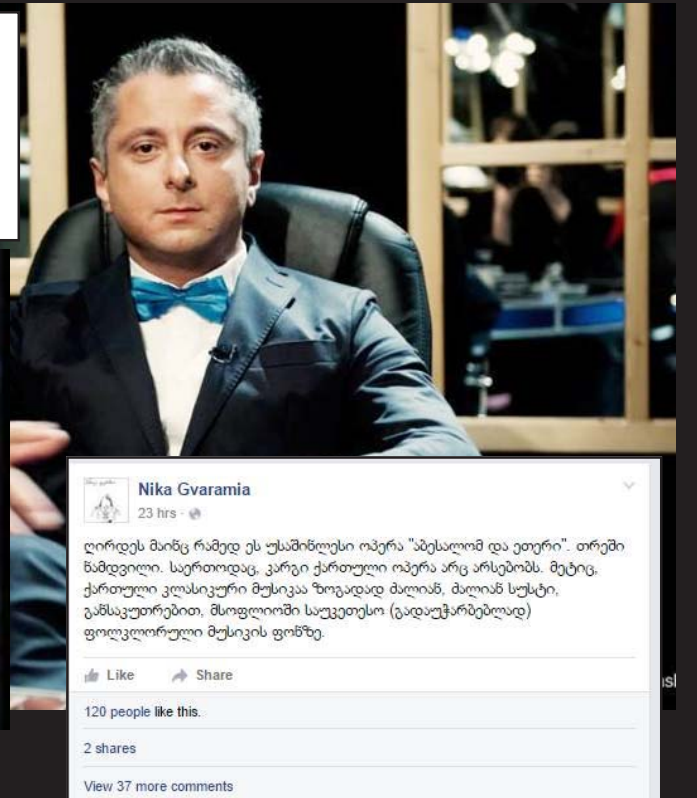 Nika Gvaramia
23 hrs
ღირდეს მაინც რამედ ეს უსაშინლესი ოპერა "აბესალომ და ეთერი". თრეში
ნამდვილი. საერთოდაც, კარგი ქართული ოპერა არც არსებობს. მეტიც,
ქართული კლასიკური მუსიკაა ზოგადად ძალიან, ძალიან სუსტი,
განსაკუთრებით, მსოფლიოში საუკეთესო (გადაუჭარბებლად)
ფოლკლორული მუსიკის ფონზე.
Like Share
120 people like this.
2 shares
View 37 more comments